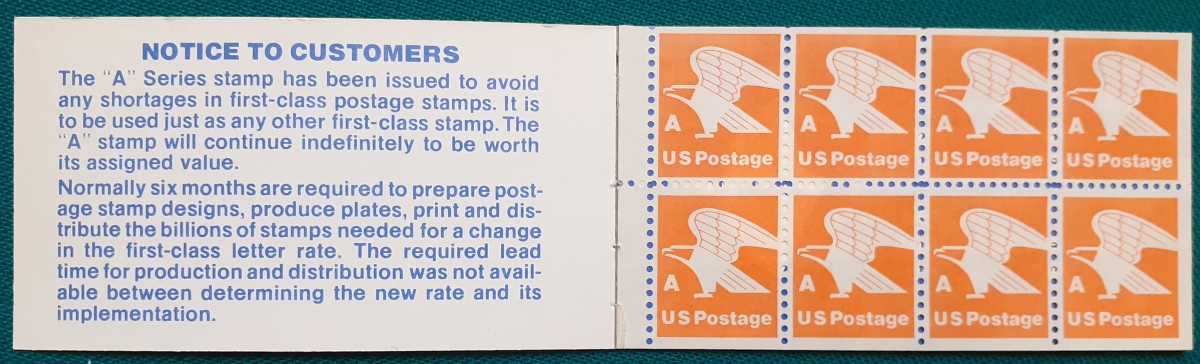 NOTICE TO CUSTOMERS
The "A" Series stamp has been issued to avoid
any shortages in first-class postage stamps. It is
to be used just as any other first-class stamp. The
"A" stamp will continue indefinitely to be worth
its assigned value.
Normally six months are required to prepare post-
age stamp designs, produce plates, print and dis-
tribute the billions of stamps needed for a change
in the first-class letter rate. The required lead
time for production and distribution was not avail-
able between determining the new rate and its
implementation.
A
US Postage
A
US Postage
A
US Postage
A
US Postage
A
US Postage
A
US Postage
A
US Postage
A
US Postage